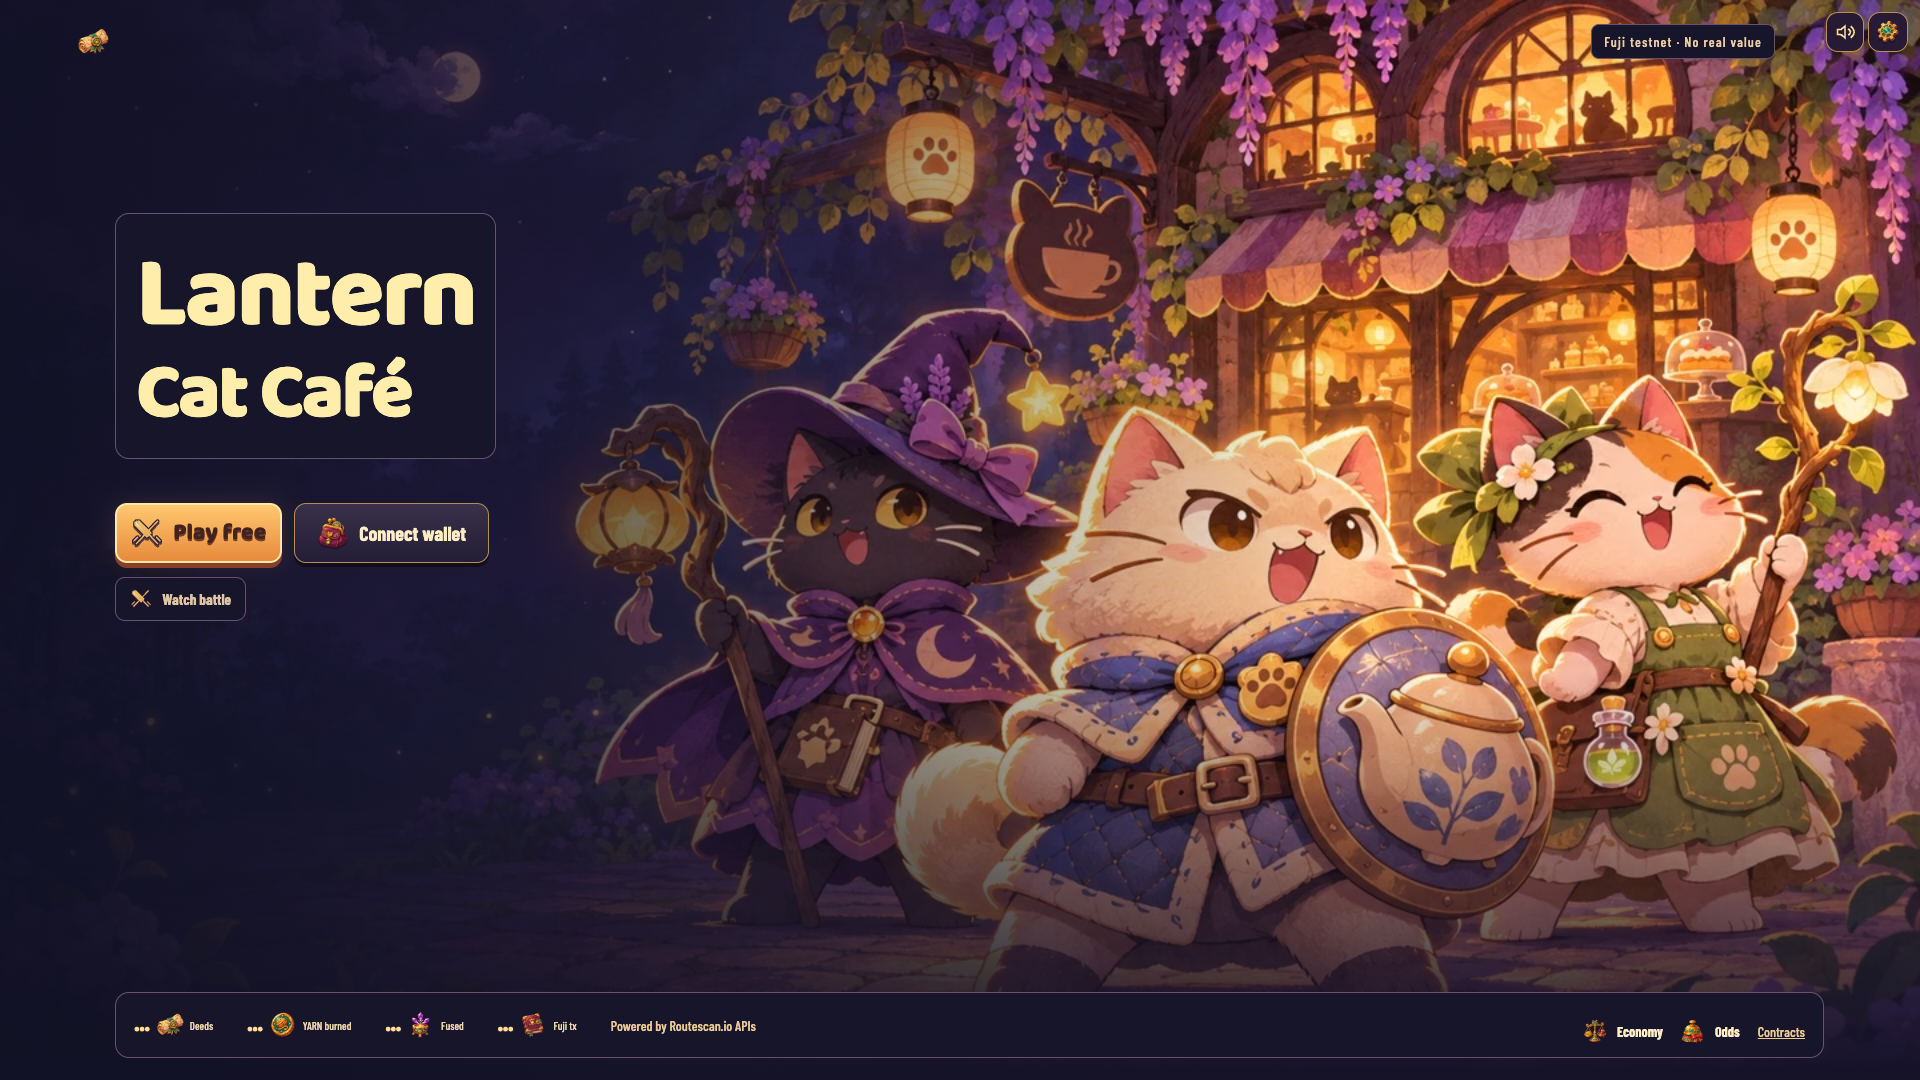 Fuji testnet · No real value
Lantern
Cat Café
Play free
Connect wallet
Watch battle
••• Deeds
••• YARN burned
••• Fused
••• Fuji tx
Powered by Routescan.io APIs
Economy
Odds
Contracts